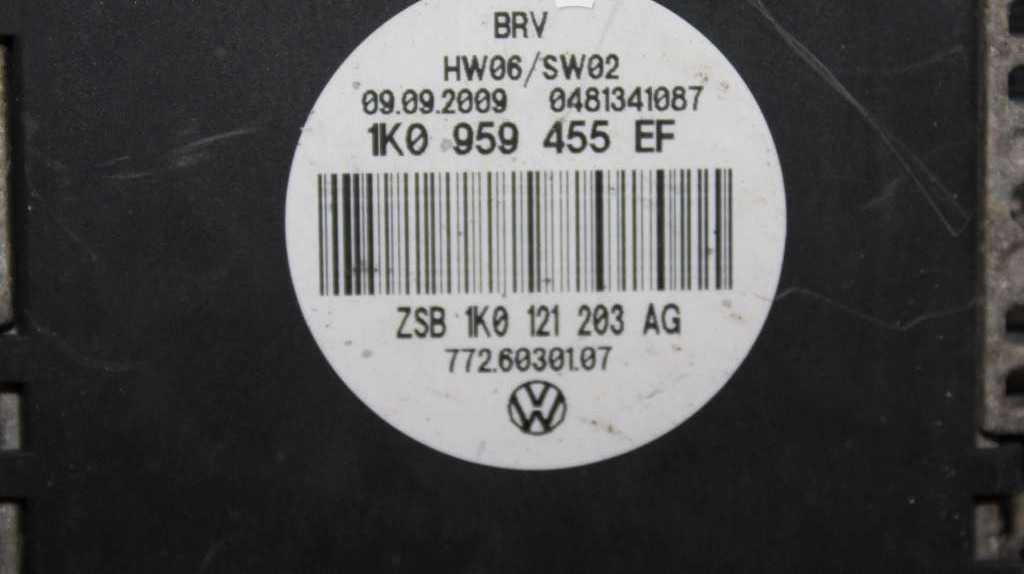 BRV
HW06/SW02
09.09.2009 0481341087
1K0 959 455 EF
ZSB 1K0 121 203 AG
772.60301.07